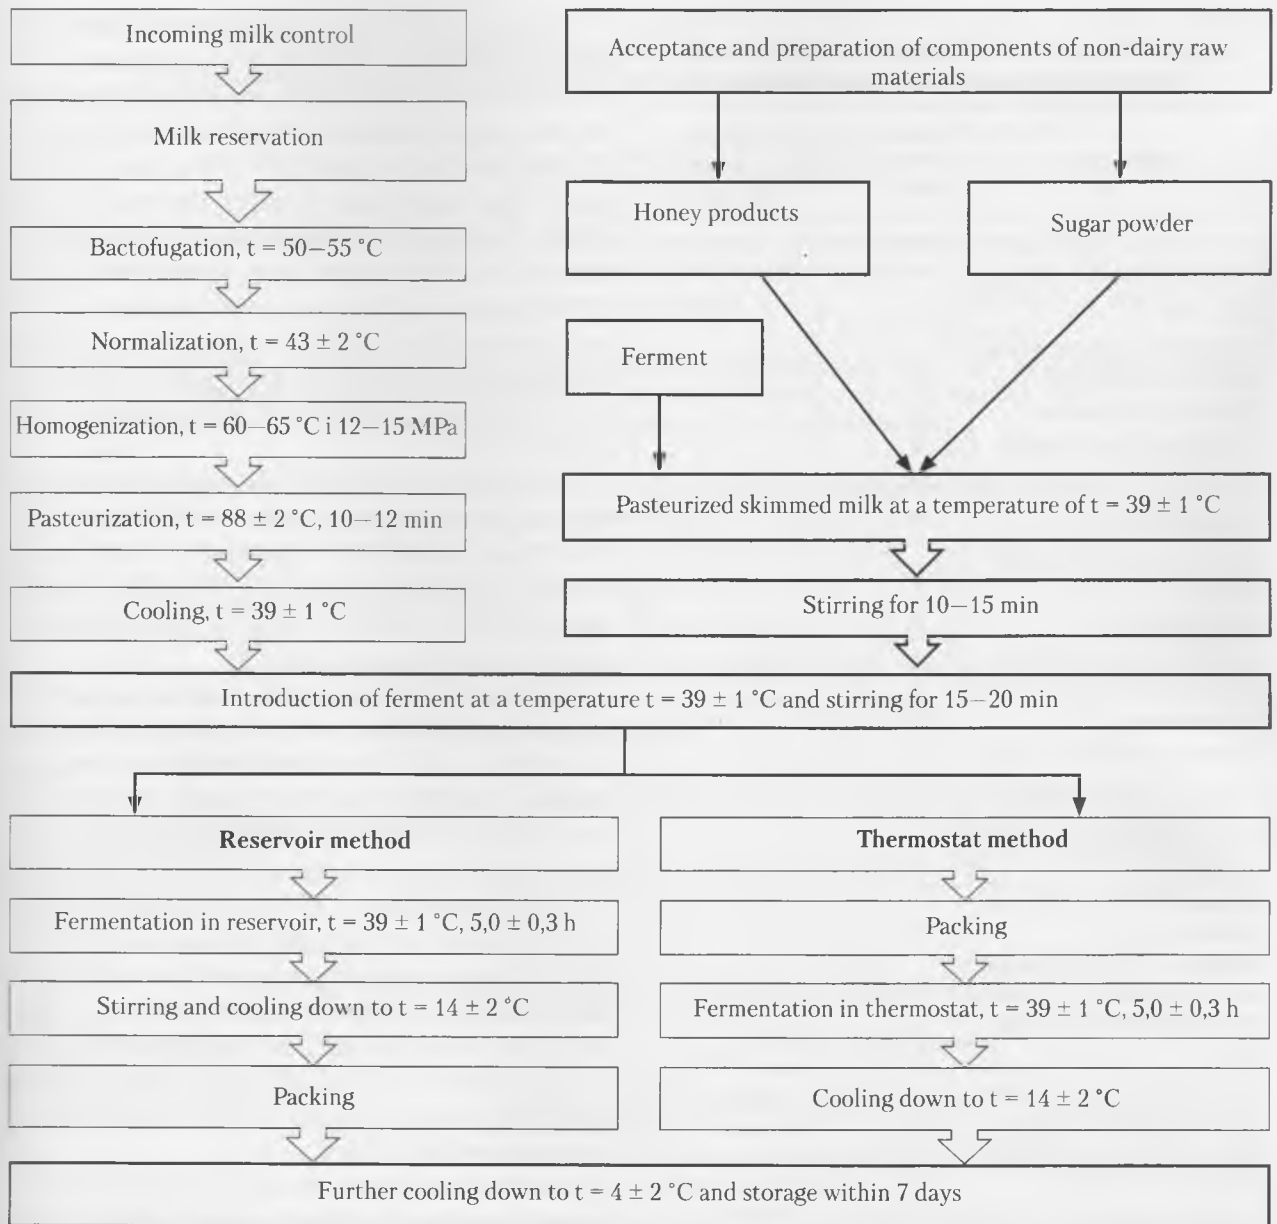 Incoming milk control
Milk reservation
Bactofugation, t = 50–55 °C
Normalization, t = 43 ± 2 °C
Homogenization, t = 60–65 °C i 12–15 MPa
Pasteurization, t = 88 ± 2 °C, 10–12 min
Cooling, t = 39 ± 1 °C
Acceptance and preparation of components of non-dairy raw
materials
Honey products
Sugar powder
Ferment
Pasteurized skimmed milk at a temperature of t = 39 ± 1 °C
Stirring for 10–15 min
Introduction of ferment at a temperature t = 39 ± 1 °C and stirring for 15–20 min
Reservoir method
Fermentation in reservoir, t = 39 ± 1 °C, 5,0 ± 0,3 h
Stirring and cooling down to t = 14 ± 2 °C
Packing
Thermostat method
Packing
Fermentation in thermostat, t = 39 ± 1 °C, 5,0 ± 0,3 h
Cooling down to t = 14 ± 2 °C
Further cooling down to t = 4 ± 2 °C and storage within 7 days